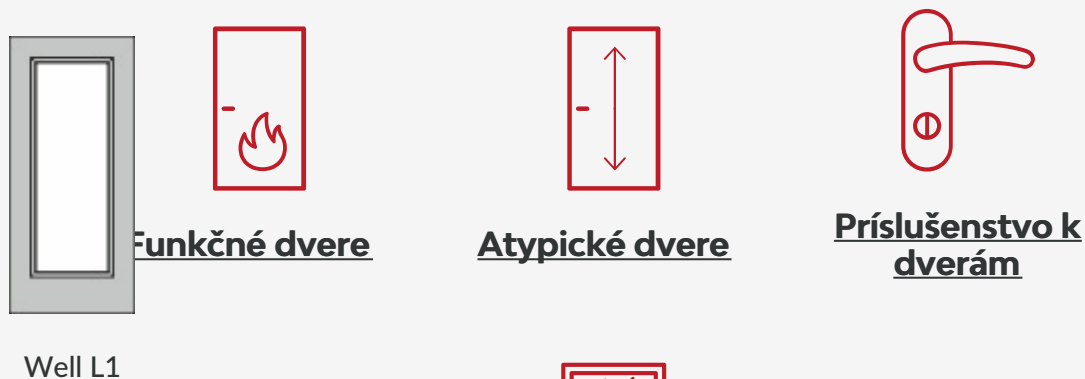 Funkčné dvere
Atypické dvere
Príslušenstvo k
dverám
Well L1